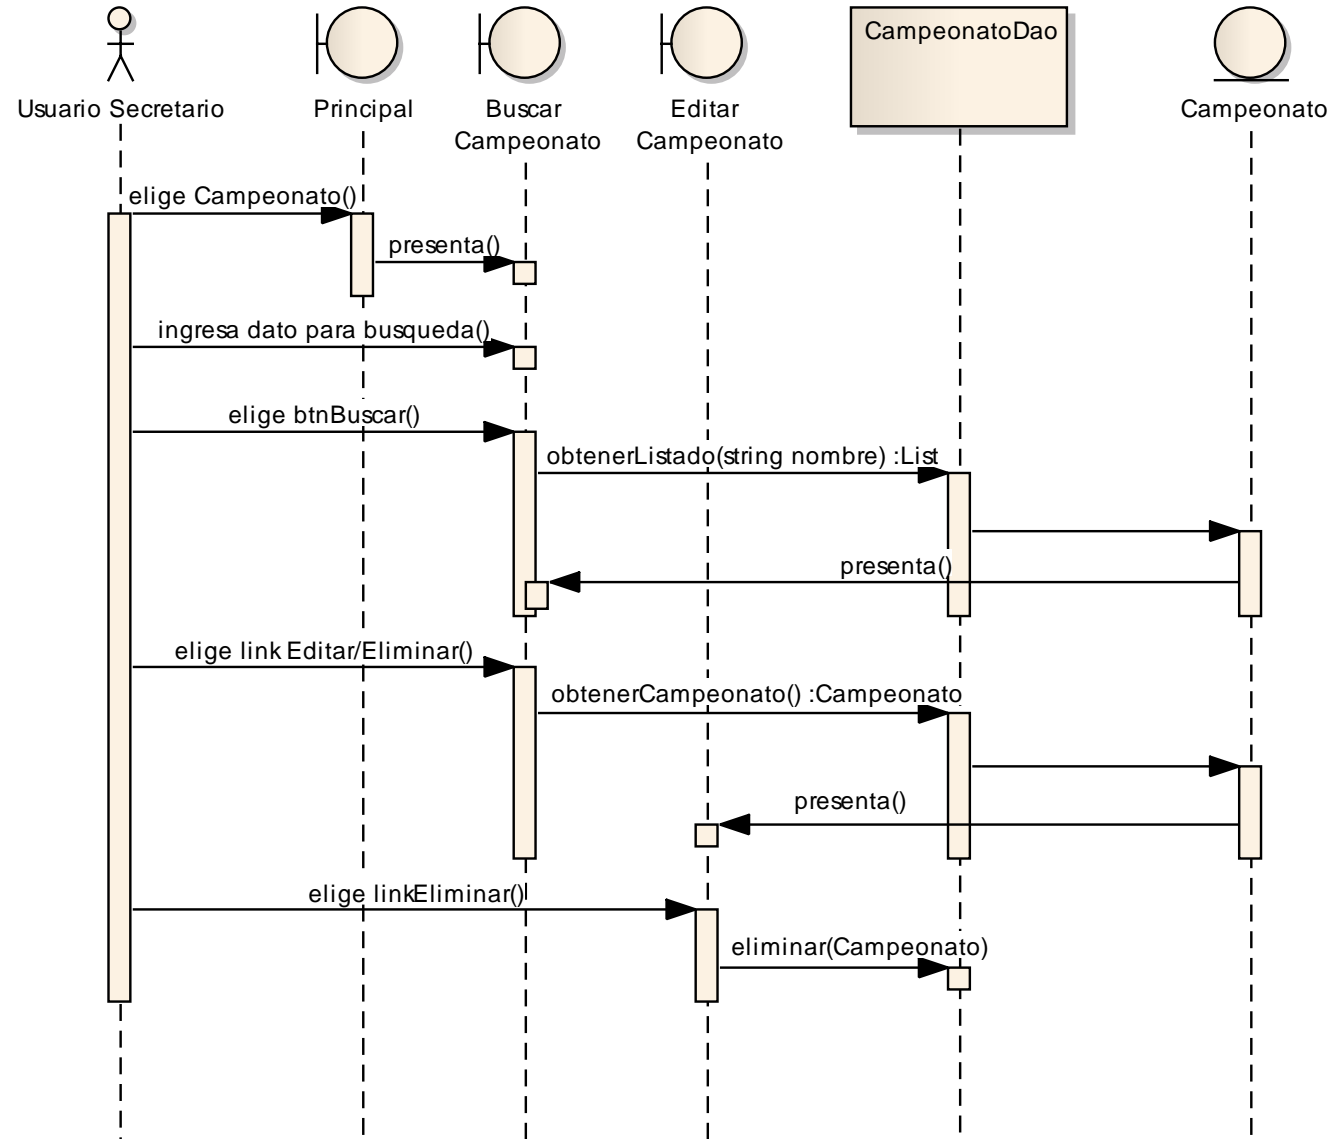 CampeonatoDao
Usuario Secretario
Principal
Buscar
Campeonato
Editar
Campeonato
Campeonato
elige Campeonato()
presenta()
ingresa dato para busqueda()
elige btnBuscar()
obtenerListado(string nombre) :List
presenta()
elige link Editar/Eliminar()
obtenerCampeonato() :Campeonato
presenta()
elige linkEliminar()
eliminar(Campeonato)